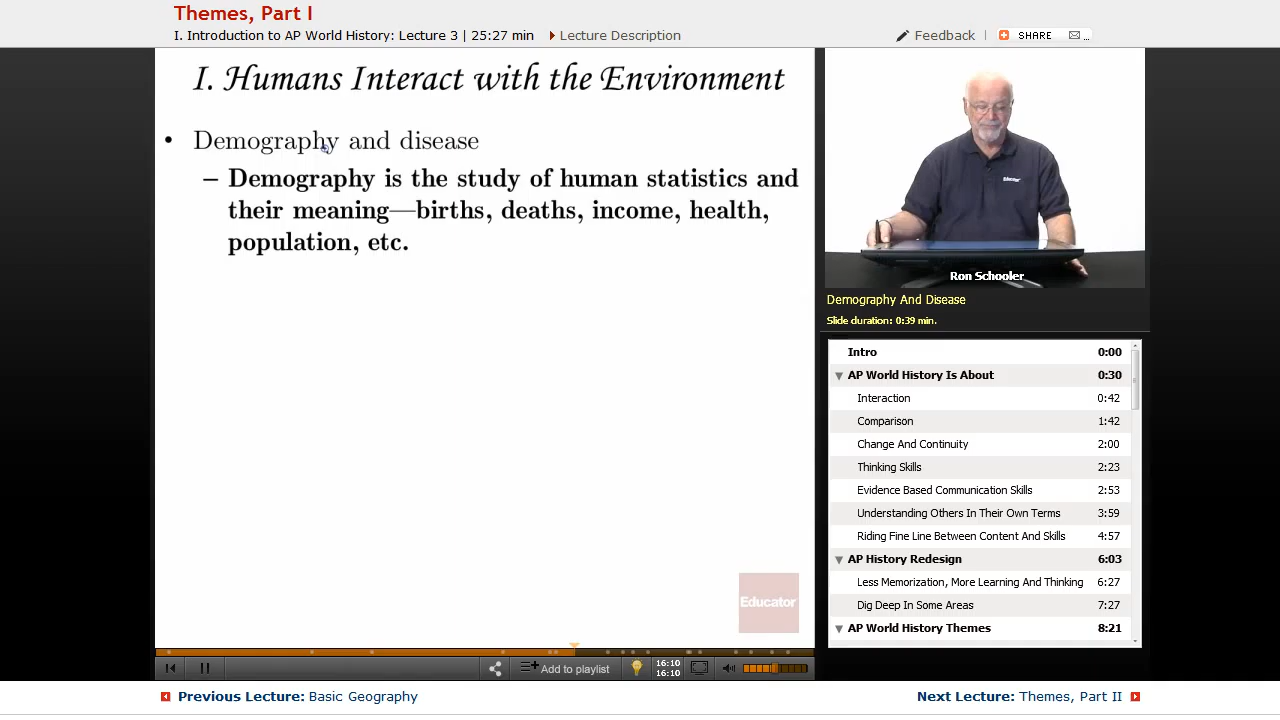 Themes, Part I
I. Introduction to AP World History: Lecture 3 | 25:27 min
Lecture Description
Feedback
SHARE
I. Humans Interact with the Environment
• Demography and disease
– Demography is the study of human statistics and
their meaning—births, deaths, income, health,
population, etc.
Educator
Ron Schooler
Demography And Disease
Slide duration: 0:39 min.
Intro 0:00
AP World History Is About 0:30
Interaction 0:42
Comparison 1:42
Change And Continuity 2:00
Thinking Skills 2:23
Evidence Based Communication Skills 2:53
Understanding Others In Their Own Terms 3:59
Riding Fine Line Between Content And Skills 4:57
AP History Redesign 6:03
Less Memorization, More Learning And Thinking 6:27
Dig Deep In Some Areas 7:27
AP World History Themes 8:21
Add to playlist
16:10
16:10
Previous Lecture: Basic Geography
Next Lecture: Themes, Part II